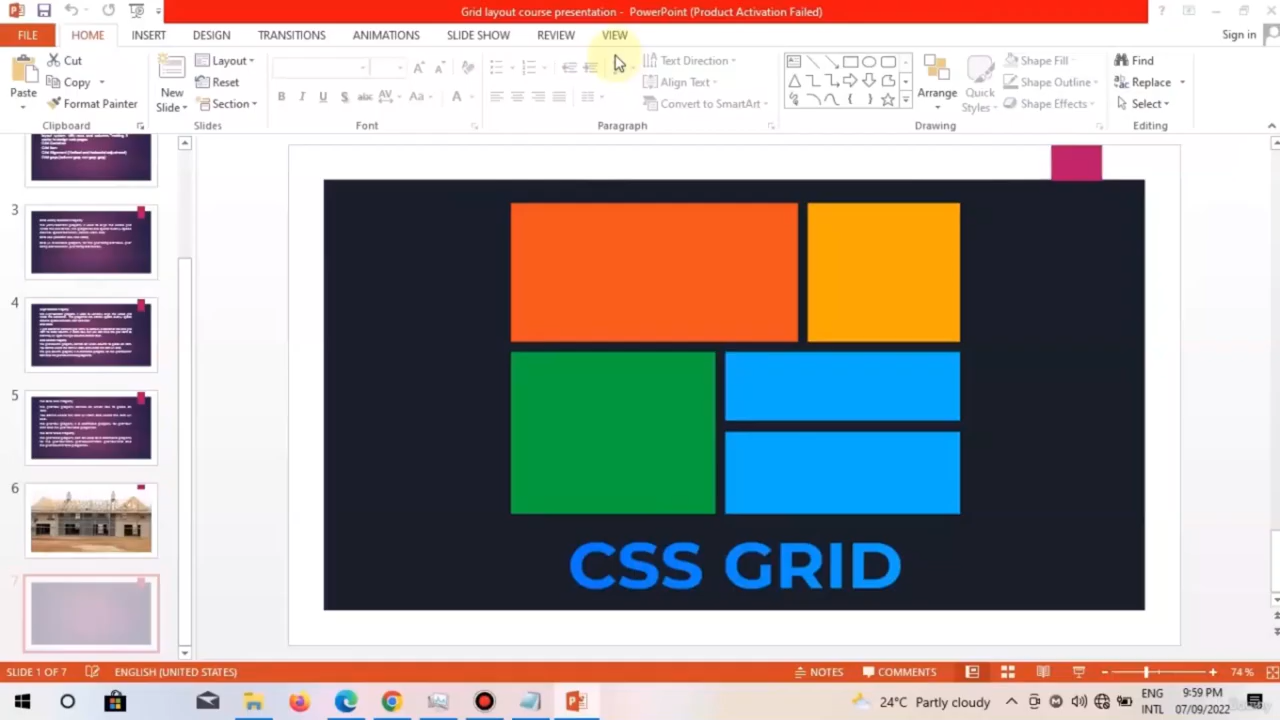 Grid layout course presentation - PowerPoint (Product Activation Failed)
FILE HOME INSERT DESIGN TRANSITIONS ANIMATIONS SLIDE SHOW REVIEW VIEW Sign in
Paste
Cut
Copy
Format Painter
Clipboard
New
Slide
Layout
Reset
Section
Slides
B I U S abc AV Aa A
Font
Text Direction
Align Text
Convert to SmartArt
Paragraph
Arrange
Quick
Styles
Shape Fill
Shape Outline
Shape Effects
Drawing
Find
Replace
Select
Editing
3
4
5
6
7
CSS GRID
SLIDE 1 OF 7 ENGLISH (UNITED STATES) NOTES COMMENTS 74 %
24°C Partly cloudy
ENG
INTL
9:59 PM
07/09/2022